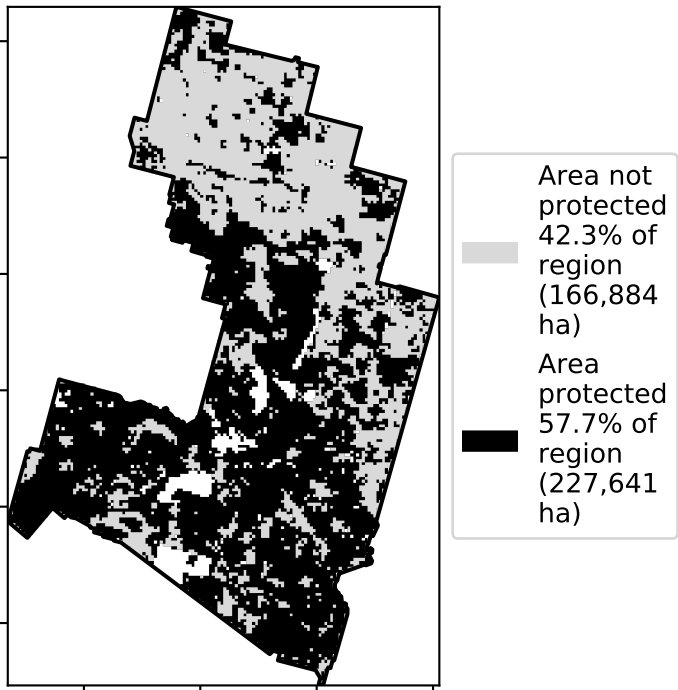 Area not
protected
42.3% of
region
(166,884
ha)
Area
protected
57.7% of
region
(227,641
ha)